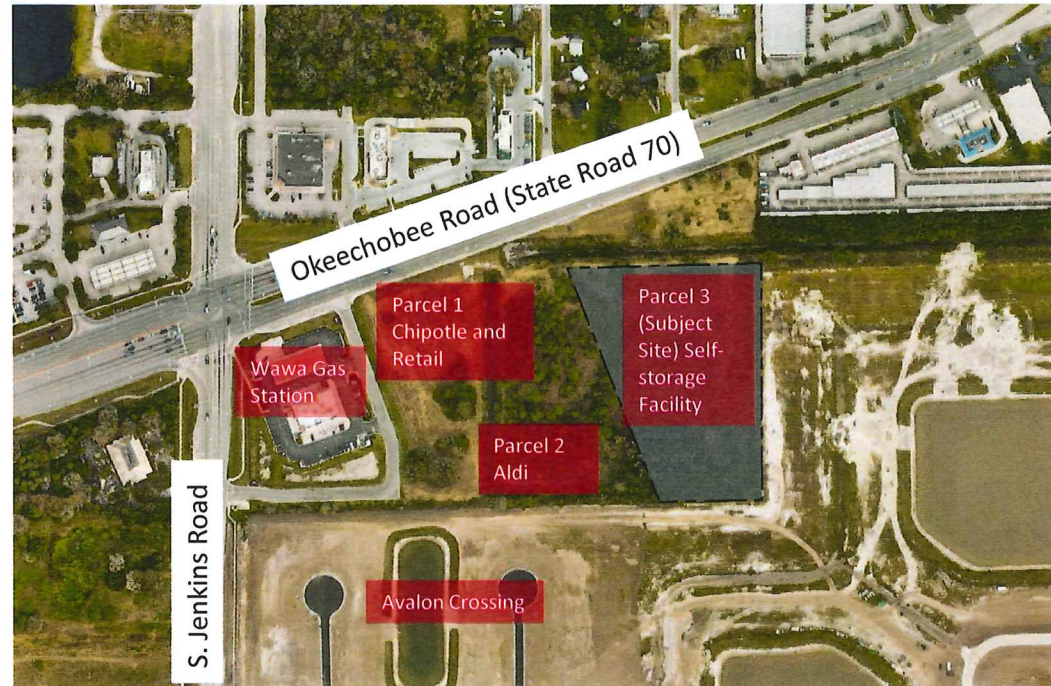 Okeechobee Road (State Road 70)
Parcel 1
Chipotle and
Retail
Parcel 3
(Subject
Site) Self-
storage
Facility
Wawa Gas
Station
Parcel 2
Aldi
S. Jenkins Road
Avalon Crossing